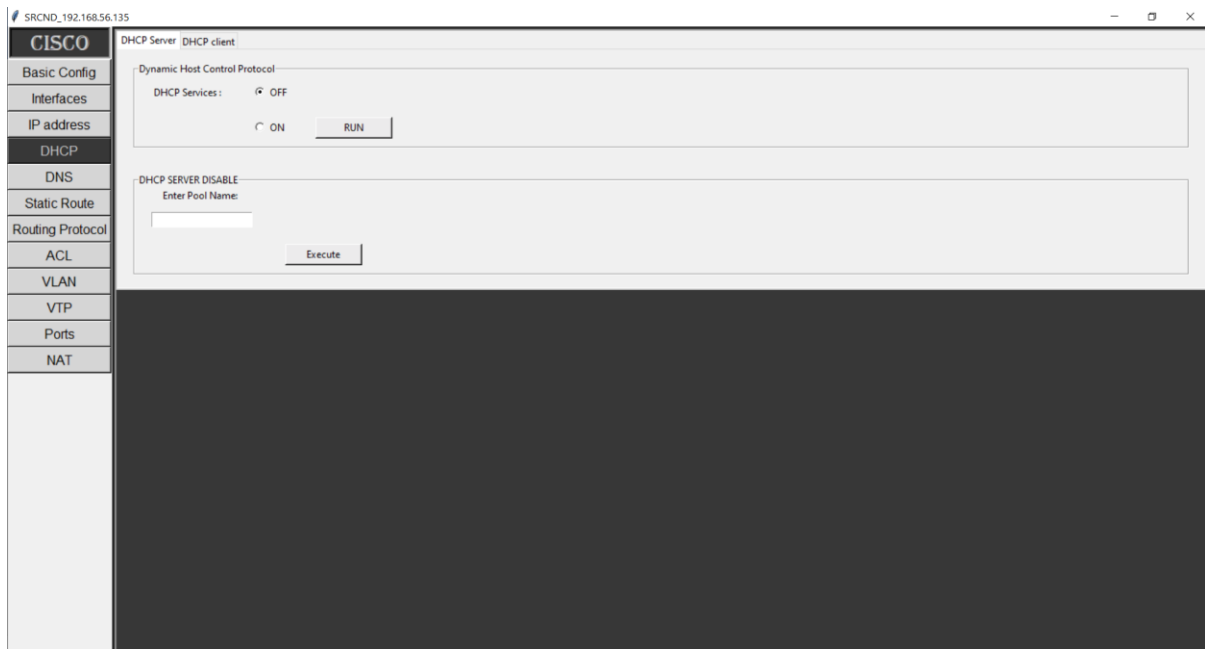 SRCND_192.168.56.135
CISCO
Basic Config
Interfaces
IP address
DHCP
DNS
Static Route
Routing Protocol
ACL
VLAN
VTP
Ports
NAT
DHCP Server DHCP client
Dynamic Host Control Protocol
DHCP Services : OFF
ON RUN
DHCP SERVER DISABLE
Enter Pool Name:
Execute